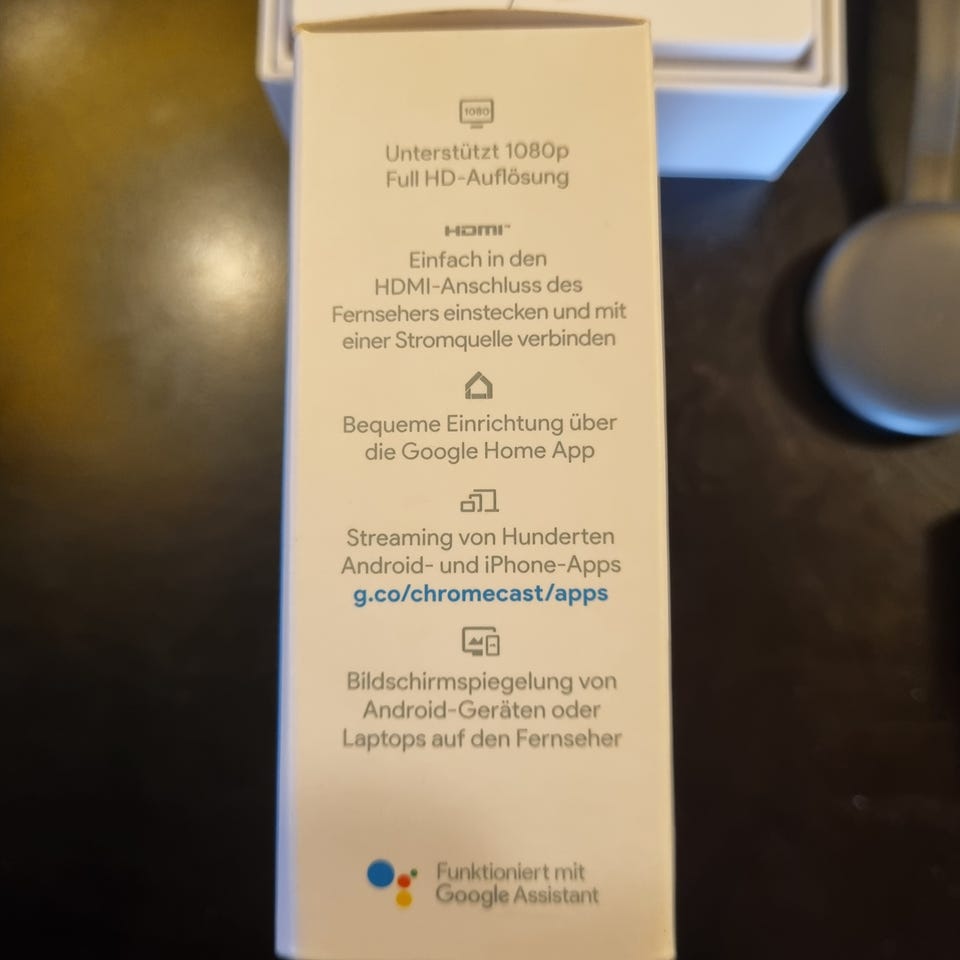 1080
Unterstützt 1080p
Full HD-Auflösung
HDMI™
Einfach in den
HDMI-Anschluss des
Fernsehers einstecken und mit
einer Stromquelle verbinden
Bequeme Einrichtung über
die Google Home App
Streaming von Hunderten
Android- und iPhone-Apps
g.co/chromecast/apps
Bildschirmspiegelung von
Android-Geräten oder
Laptops auf den Fernseher
Funktioniert mit
Google Assistant